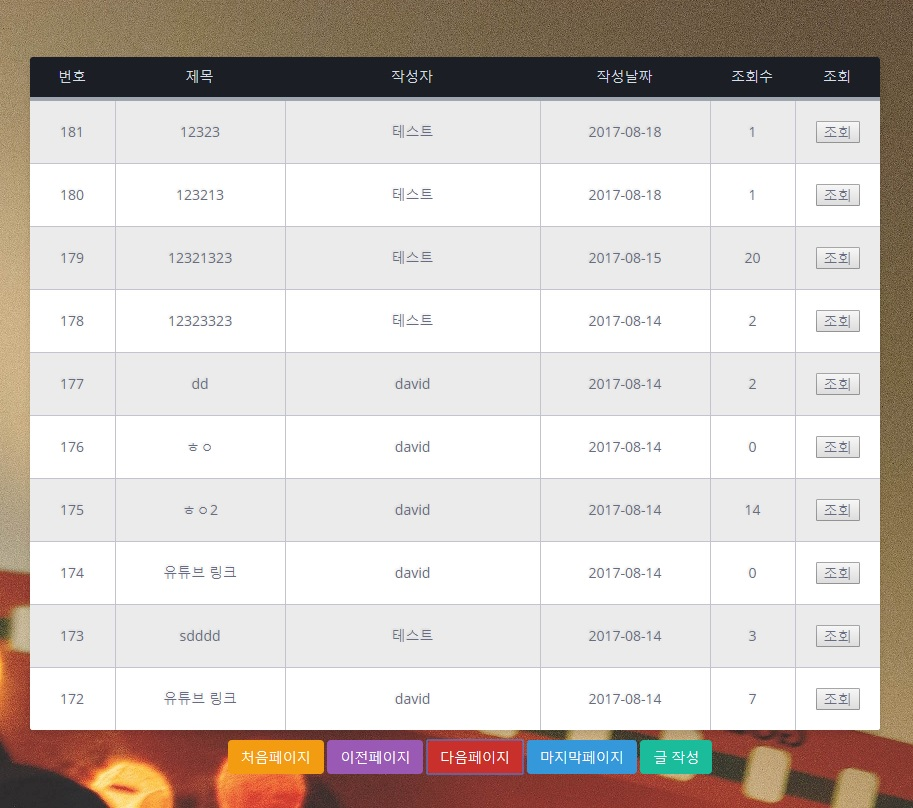 번호 제목 작성자 작성날짜 조회수 조회
181 12323 테스트 2017-08-18 1 조회
180 123213 테스트 2017-08-18 1 조회
179 12321323 테스트 2017-08-15 20 조회
178 12323323 테스트 2017-08-14 2 조회
177 dd david 2017-08-14 2 조회
176 ㅎㅇ david 2017-08-14 0 조회
175 ㅎㅇ2 david 2017-08-14 14 조회
174 유튜브 링크 david 2017-08-14 0 조회
173 sdddd 테스트 2017-08-14 3 조회
172 유튜브 링크 david 2017-08-14 7 조회
처음페이지 이전페이지 다음페이지 마지막페이지 글 작성